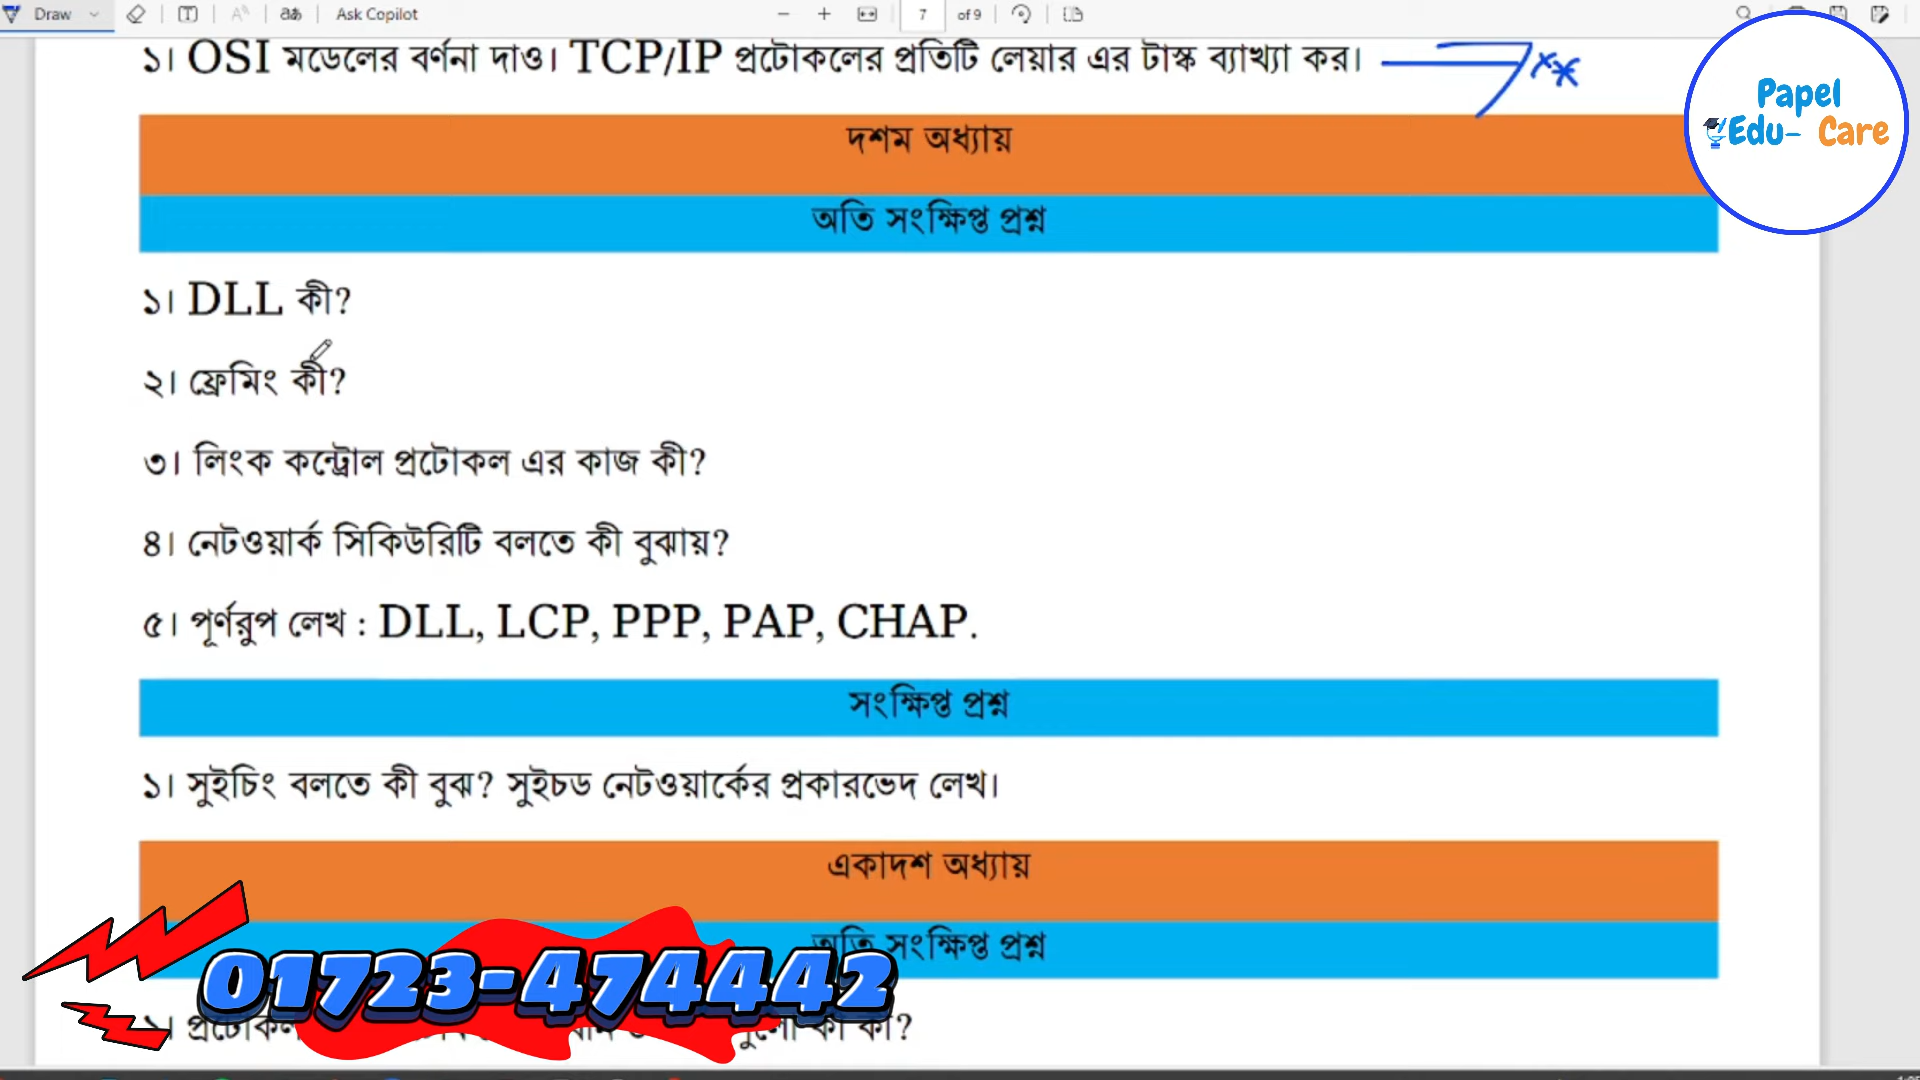 Draw Ask Copilot 7 of 9
১। OSI মডেলের বর্ণনা দাও। TCP/IP প্রটোকলের প্রতিটি লেয়ার এর টাস্ক ব্যাখ্যা কর।
Papel
Edu- Care
দশম অধ্যায়
অতি সংক্ষিপ্ত প্রশ্ন
১। DLL কী?
২। ফ্রেমিং কী?
৩। লিংক কন্ট্রোল প্রটোকল এর কাজ কী?
৪। নেটওয়ার্ক সিকিউরিটি বলতে কী বুঝায়?
৫। পূর্ণরুপ লেখ : DLL, LCP, PPP, PAP, CHAP.
সংক্ষিপ্ত প্রশ্ন
১। সুইচিং বলতে কী বুঝ? সুইচড নেটওয়ার্কের প্রকারভেদ লেখ।
একাদশ অধ্যায়
অতি সংক্ষিপ্ত প্রশ্ন
01723-474442
কী কী?